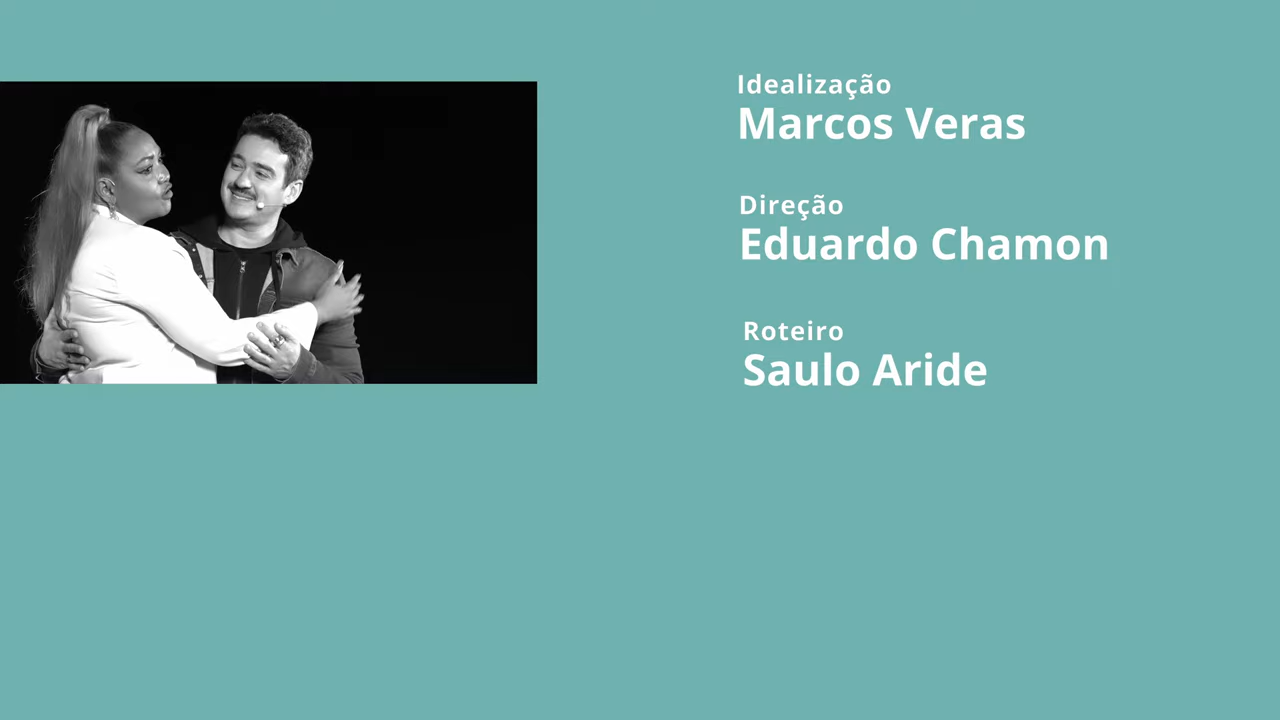 Idealização
Marcos Veras
Direção
Eduardo Chamon
Roteiro
Saulo Aride